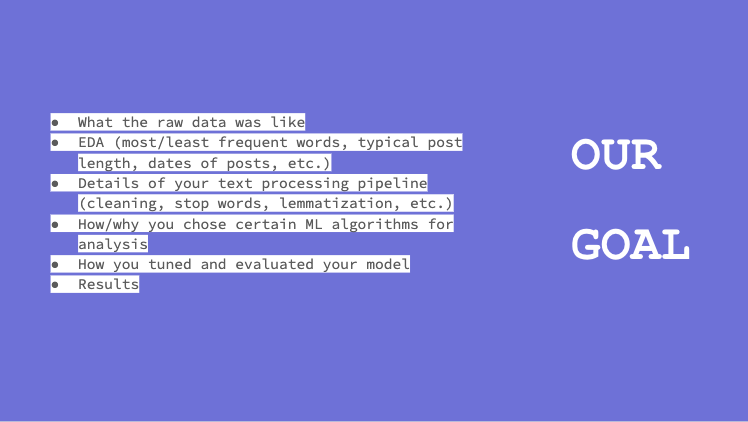 ● What the raw data was like
● EDA (most/least frequent words, typical post
length, dates of posts, etc.)
● Details of your text processing pipeline
(cleaning, stop words, lemmatization, etc.)
● How/why you chose certain ML algorithms for
analysis
● How you tuned and evaluated your model
● Results
OUR
GOAL